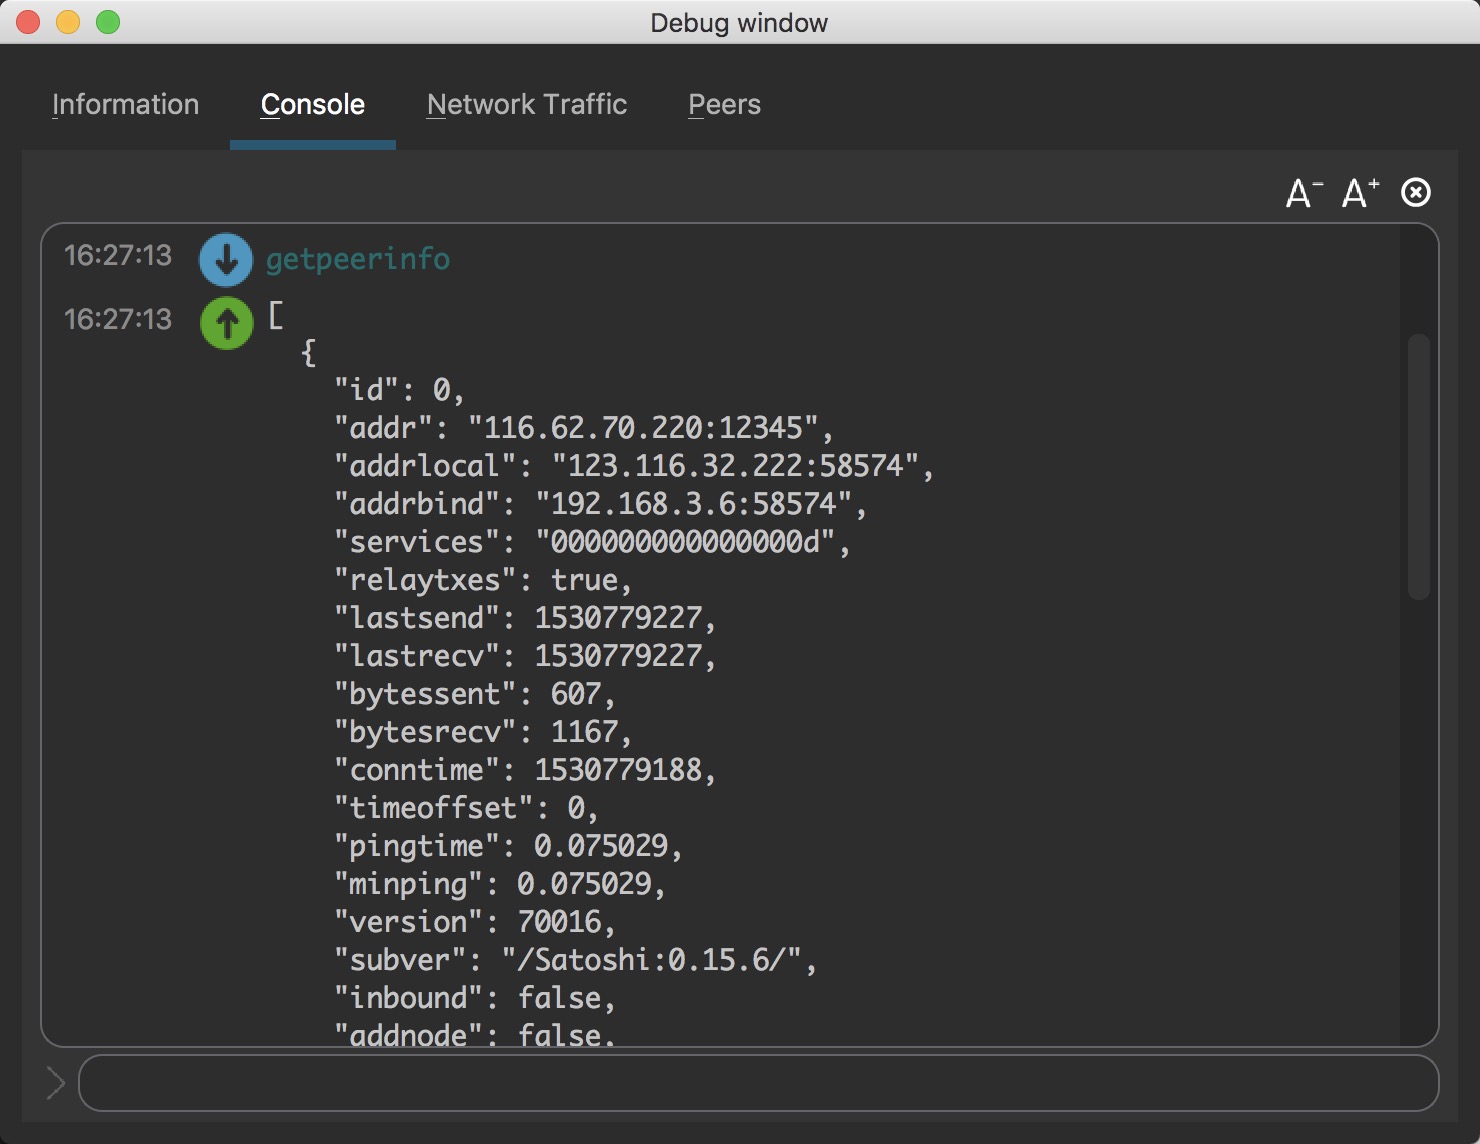 Debug window
Information Console Network Traffic Peers
A⁻ A⁺
16:27:13 getpeerinfo
16:27:13 [
{
"id": 0,
"addr": "116.62.70.220:12345",
"addrlocal": "123.116.32.222:58574",
"addrbind": "192.168.3.6:58574",
"services": "000000000000000d",
"relaytxes": true,
"lastsend": 1530779227,
"lastrecv": 1530779227,
"bytessent": 607,
"bytesrecv": 1167,
"conntime": 1530779188,
"timeoffset": 0,
"pingtime": 0.075029,
"minping": 0.075029,
"version": 70016,
"subver": "/Satoshi:0.15.6/",
"inbound": false,
"addnode": false,